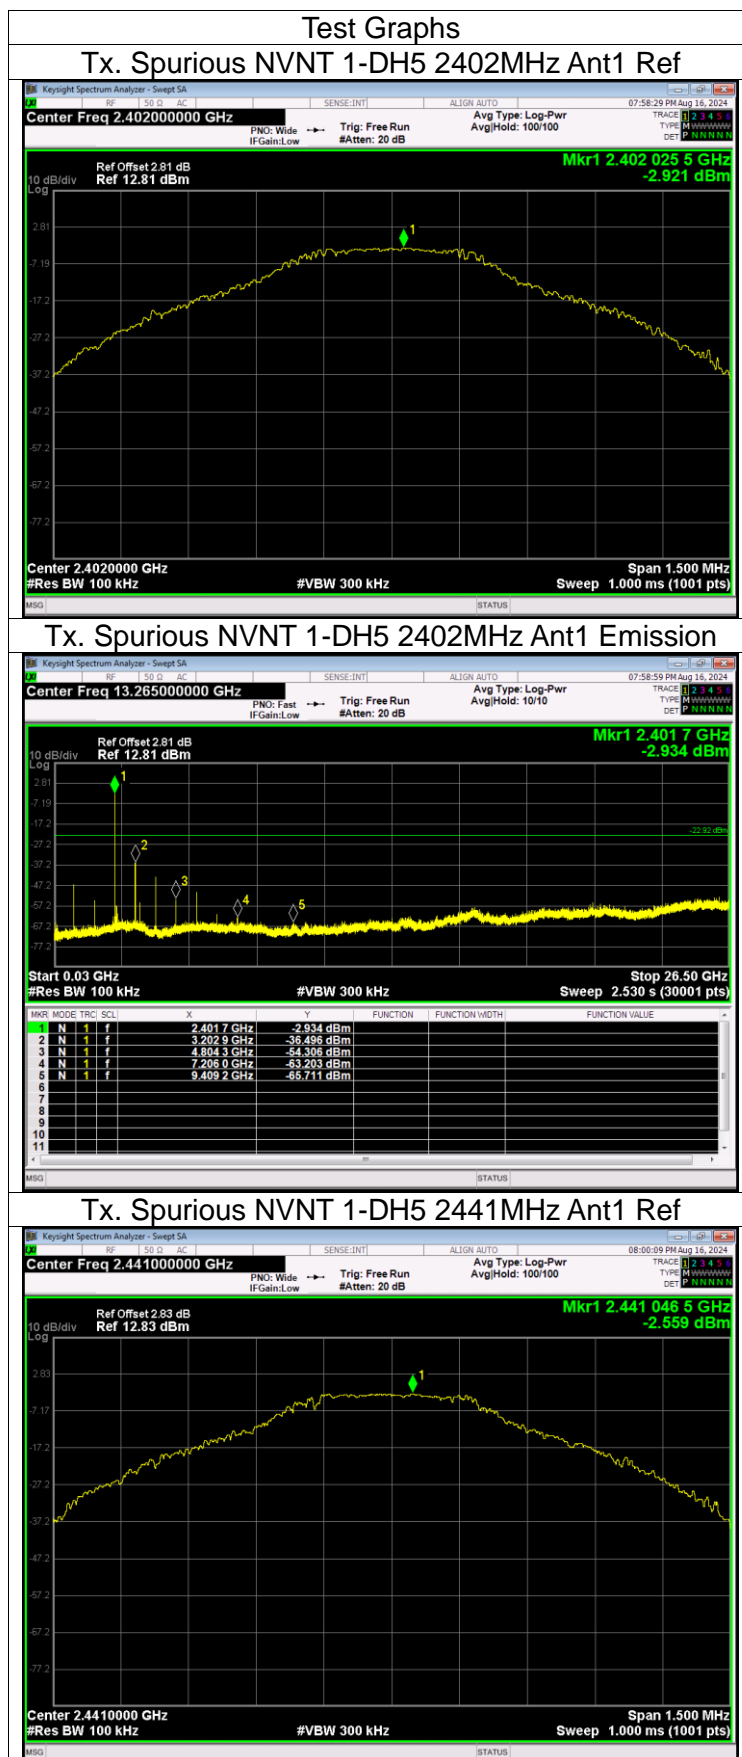 Test Graphs
Tx. Spurious NVNT 1-DH5 2402MHz Ant1 Ref
Keysight Spectrum Analyzer - Swept SA
RF 50 Ω AC SENSE:INT ALIGN AUTO 07:58:29 PM Aug 16, 2024
Center Freq 2.402000000 GHz Avg Type: Log-Pwr TRACE 1 2 3 4 5 6
PNO: Wide Trig: Free Run Avg|Hold: 100/100 TYPE M WWWWW
IFGain:Low #Atten: 20 dB DET P N N N N N
Mkr1 2.402 025 5 GHz
Ref Offset 2.81 dB
10 dB/div Ref 12.81 dBm -2.921 dBm
Log
1
2.81
-7.19
-17.2
-27.2
-37.2
-47.2
-57.2
-67.2
-77.2
Center 2.4020000 GHz Span 1.500 MHz
#Res BW 100 kHz #VBW 300 kHz Sweep 1.000 ms (1001 pts)
MSG STATUS
Tx. Spurious NVNT 1-DH5 2402MHz Ant1 Emission
Keysight Spectrum Analyzer - Swept SA
RF 50 Ω AC SENSE:INT ALIGN AUTO 07:58:59 PM Aug 16, 2024
Center Freq 13.265000000 GHz Avg Type: Log-Pwr TRACE 1 2 3 4 5 6
PNO: Fast Trig: Free Run Avg|Hold: 10/10 TYPE M WWWWW
IFGain:Low #Atten: 20 dB DET P N N N N N
Mkr1 2.401 7 GHz
Ref Offset 2.81 dB
10 dB/div Ref 12.81 dBm -2.934 dBm
Log
1
2.81
-7.19
-17.2
-22.92 dBm
-27.2
2
-37.2
3
-47.2
4
5
-57.2
-67.2
-77.2
Start 0.03 GHz Stop 26.50 GHz
#Res BW 100 kHz #VBW 300 kHz Sweep 2.530 s (30001 pts)
MKR MODE TRC SCL X Y FUNCTION FUNCTION WIDTH FUNCTION VALUE
1 N 1 f 2.401 7 GHz -2.934 dBm
2 N 1 f 3.202 9 GHz -36.496 dBm
3 N 1 f 4.804 3 GHz -54.306 dBm
4 N 1 f 7.206 0 GHz -63.203 dBm
5 N 1 f 9.409 2 GHz -65.711 dBm
6
7
8
9
10
11
MSG STATUS
Tx. Spurious NVNT 1-DH5 2441MHz Ant1 Ref
Keysight Spectrum Analyzer - Swept SA
RF 50 Ω AC SENSE:INT ALIGN AUTO 08:00:09 PM Aug 16, 2024
Center Freq 2.441000000 GHz Avg Type: Log-Pwr TRACE 1 2 3 4 5 6
PNO: Wide Trig: Free Run Avg|Hold: 100/100 TYPE M WWWWW
IFGain:Low #Atten: 20 dB DET P N N N N N
Mkr1 2.441 046 5 GHz
Ref Offset 2.83 dB
10 dB/div Ref 12.83 dBm -2.559 dBm
Log
1
2.83
-7.17
-17.2
-27.2
-37.2
-47.2
-57.2
-67.2
-77.2
Center 2.4410000 GHz Span 1.500 MHz
#Res BW 100 kHz #VBW 300 kHz Sweep 1.000 ms (1001 pts)
MSG STATUS